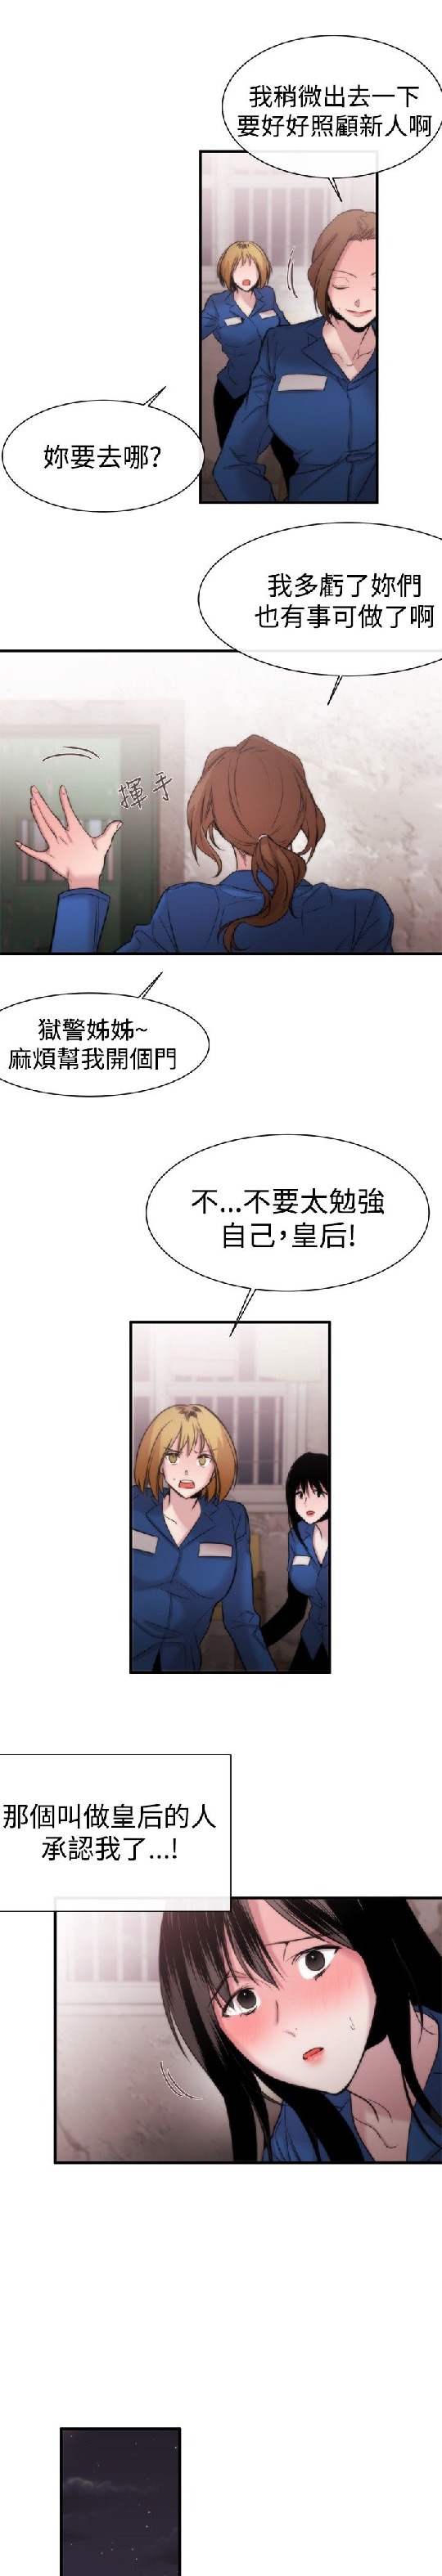 我稍微出去一下
要好好照顧新人啊
妳要去哪?
我多虧了妳們
也有事可做了啊
揮手
獄警姊姊~
麻煩幫我開個門
不...不要太勉強
自己，皇后!
那個叫做皇后的人
承認我了...!